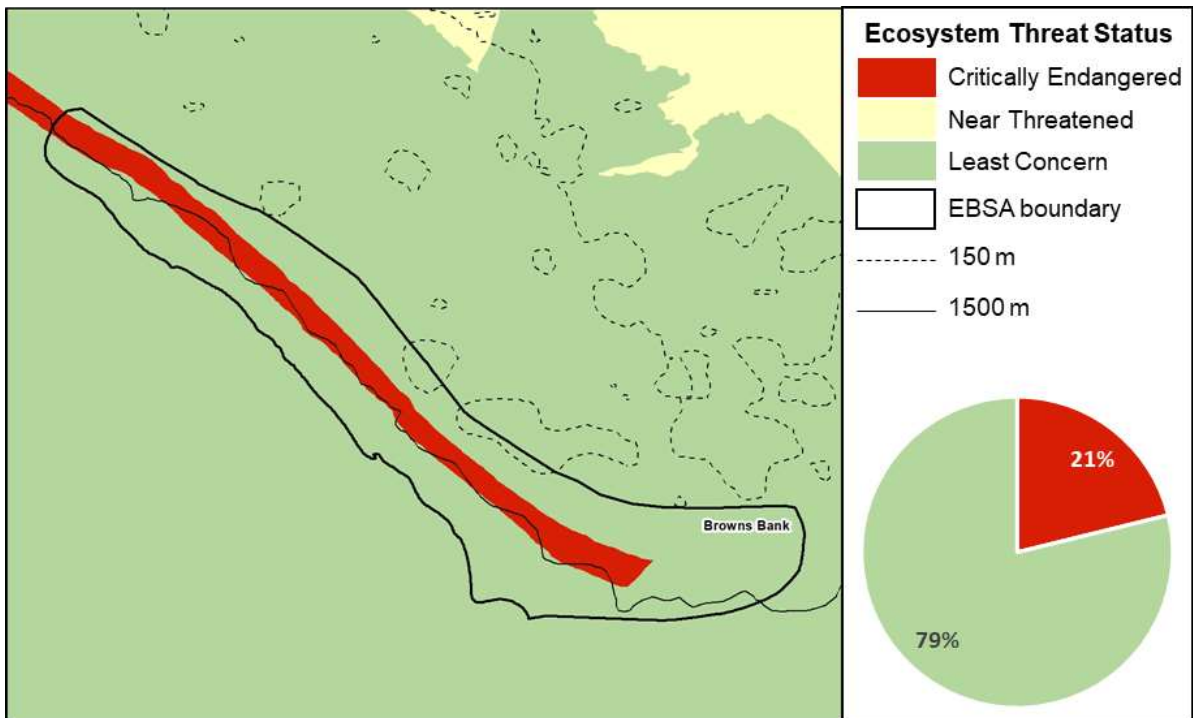 Ecosystem Threat Status
Critically Endangered
Near Threatened
Least Concern
EBSA boundary
150 m
1500 m
Browns Bank
21%
79%